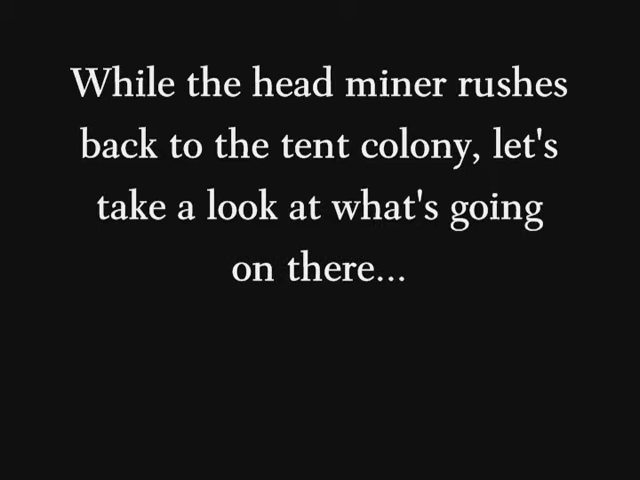 While the head miner rushes
back to the tent colony, let's
take a look at what's going
on there...